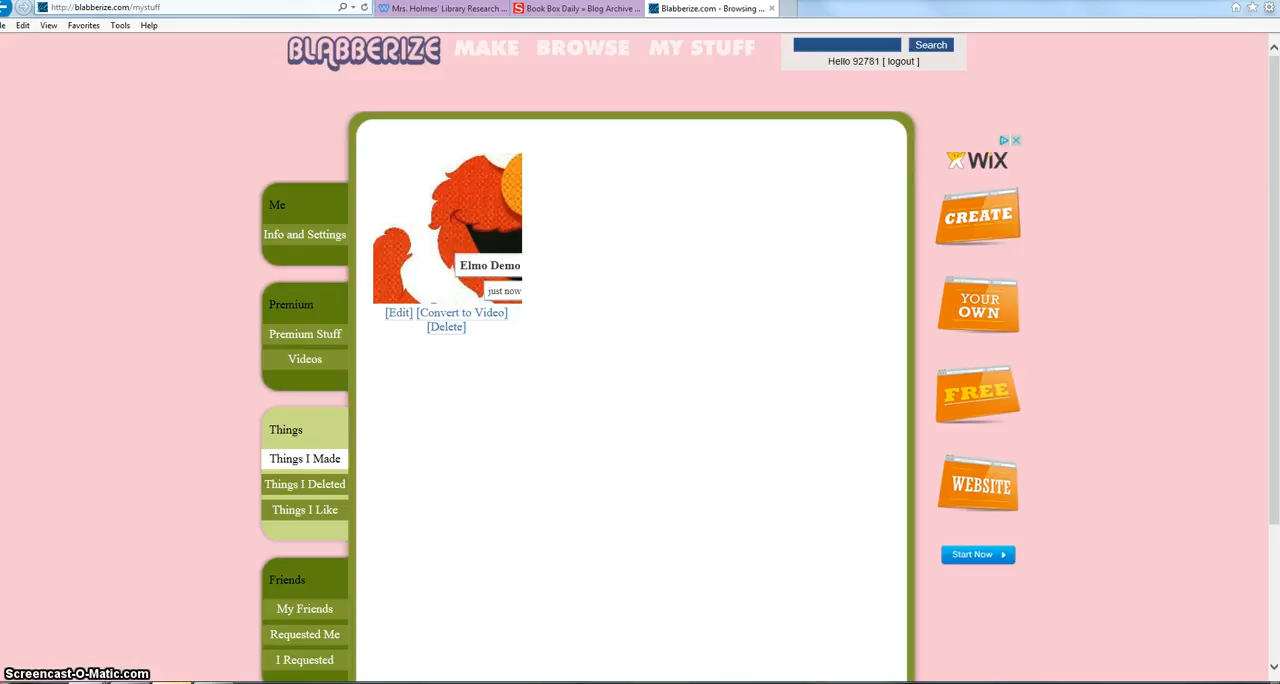 http://blabberize.com/mystuff
Mrs. Holmes' Library Research ...
Book Box Daily » Blog Archive ...
Blabberize.com - Browsing ...
Edit View Favorites Tools Help
BLABBERIZE MAKE BROWSE MY STUFF
Search
Hello 92781 [ logout ]
Me
Info and Settings
Premium
Premium Stuff
Videos
Things
Things I Made
Things I Deleted
Things I Like
Friends
My Friends
Requested Me
I Requested
Elmo Demo
just now
[Edit] [Convert to Video]
[Delete]
WiX
CREATE
YOUR
OWN
FREE
WEBSITE
Start Now
Screencast-O-Matic.com